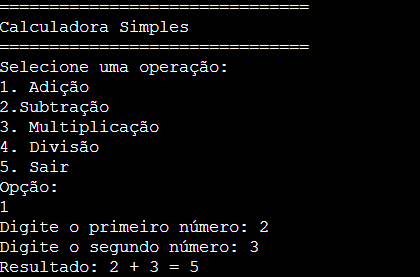 ===============================
Calculadora Simples
===============================
Selecione uma operação:
1. Adição
2.Subtração
3. Multiplicação
4. Divisão
5. Sair
Opção:
1
Digite o primeiro número: 2
Digite o segundo número: 3
Resultado: 2 + 3 = 5